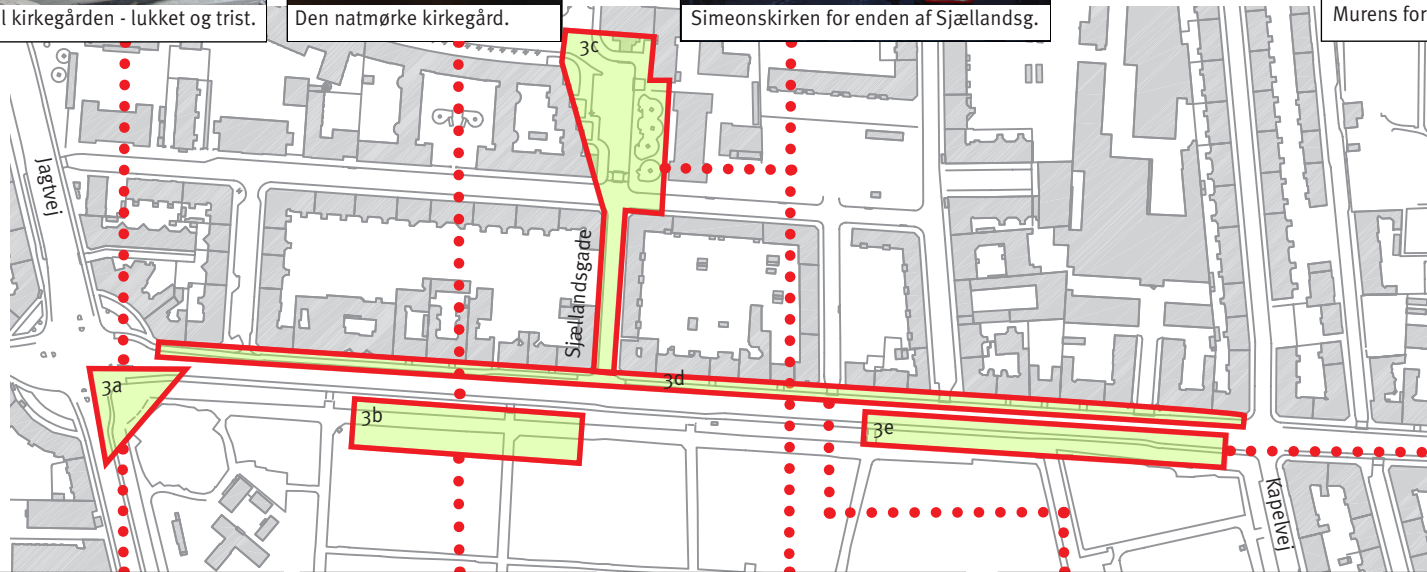 l kirkegården - lukket og trist.
Den natmørke kirkegård.
Simeonskirken for enden af Sjællandsg.
Murens for
3c
Jagtvej
Sjællandsgade
3a
3d
3b
3e
Kapelvej